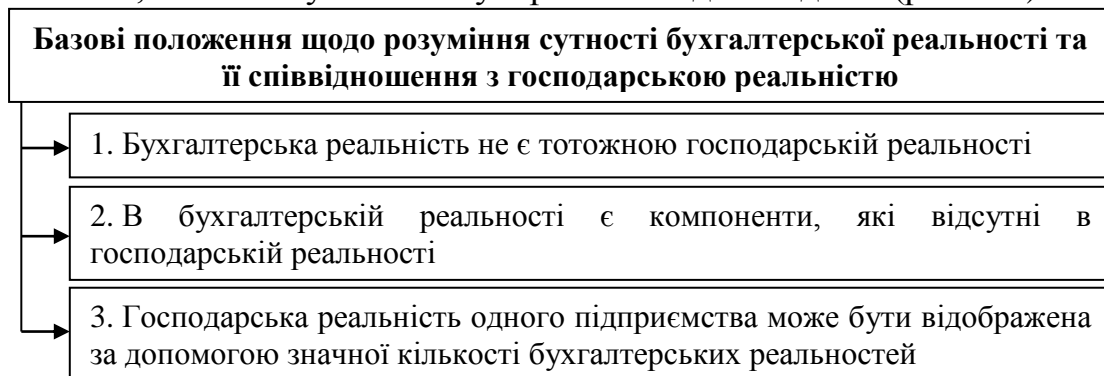 Базові положення щодо розуміння сутності бухгалтерської реальності та
її співвідношення з господарською реальністю
1. Бухгалтерська реальність не є тотожною господарській реальності
2. В бухгалтерській реальності є компоненти, які відсутні в
господарській реальності
3. Господарська реальність одного підприємства може бути відображена
за допомогою значної кількості бухгалтерських реальностей